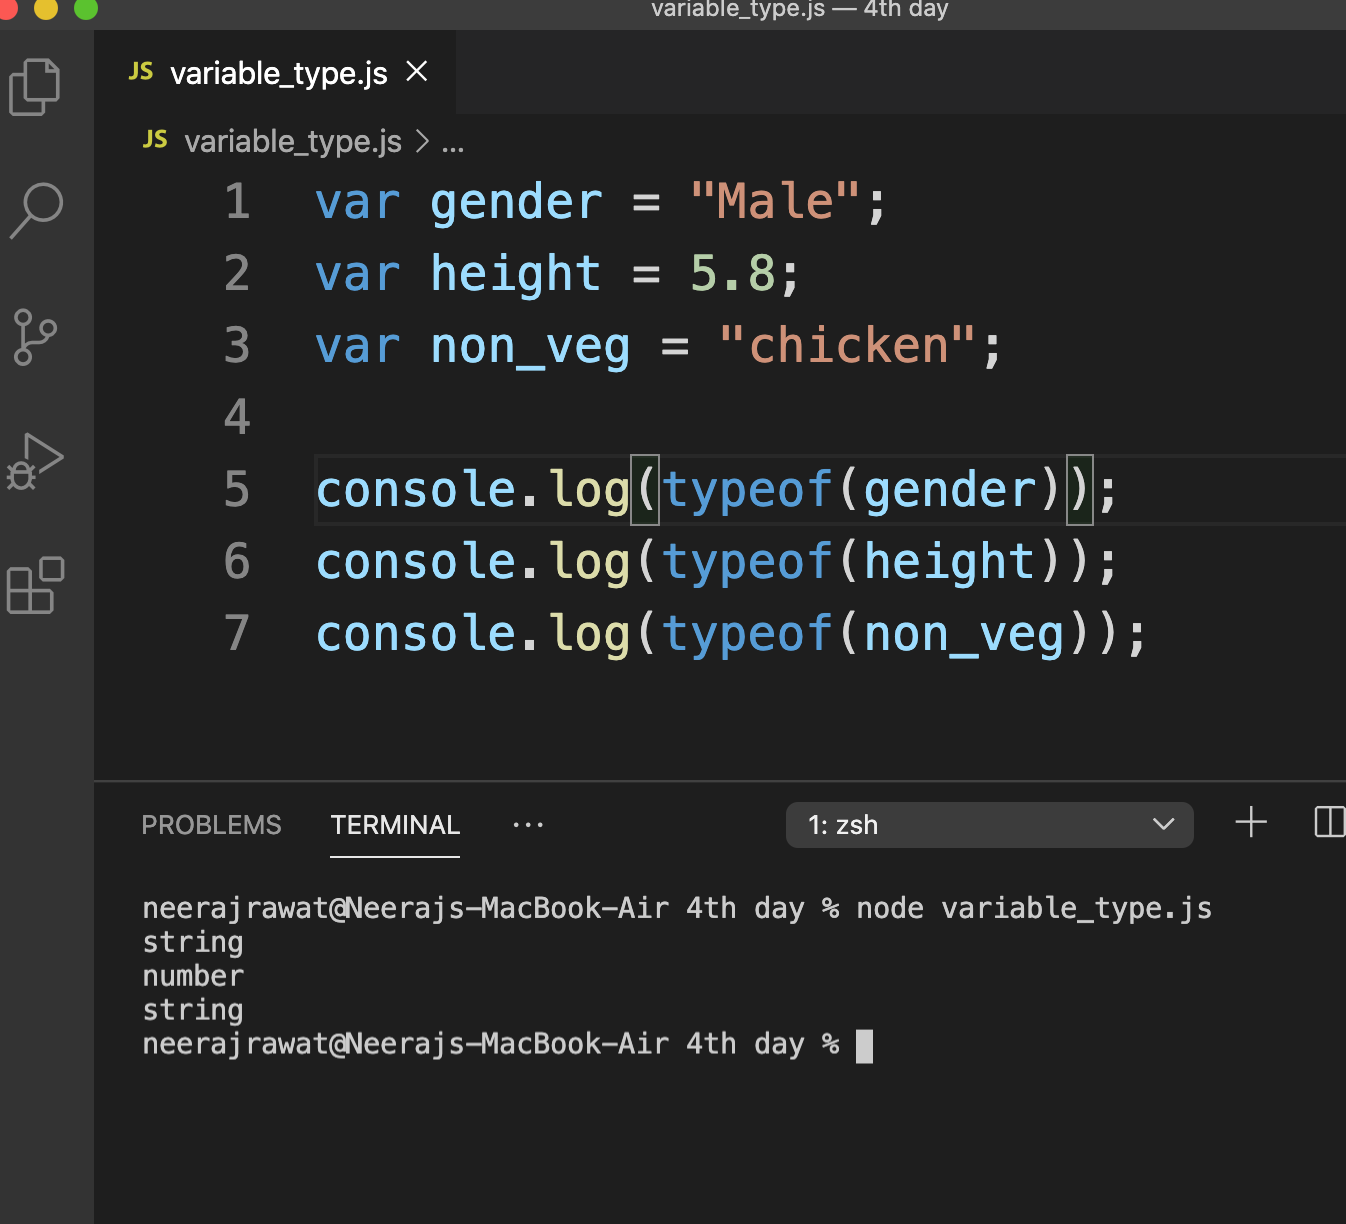 variable_type.js — 4th day
JS variable_type.js
JS variable_type.js > ...
1 var gender = "Male";
2 var height = 5.8;
3 var non_veg = "chicken";
4
5 console.log(typeof(gender));
6 console.log(typeof(height));
7 console.log(typeof(non_veg));
PROBLEMS TERMINAL ... 1: zsh
neerajrawat@Neerajs-MacBook-Air 4th day % node variable_type.js
string
number
string
neerajrawat@Neerajs-MacBook-Air 4th day %